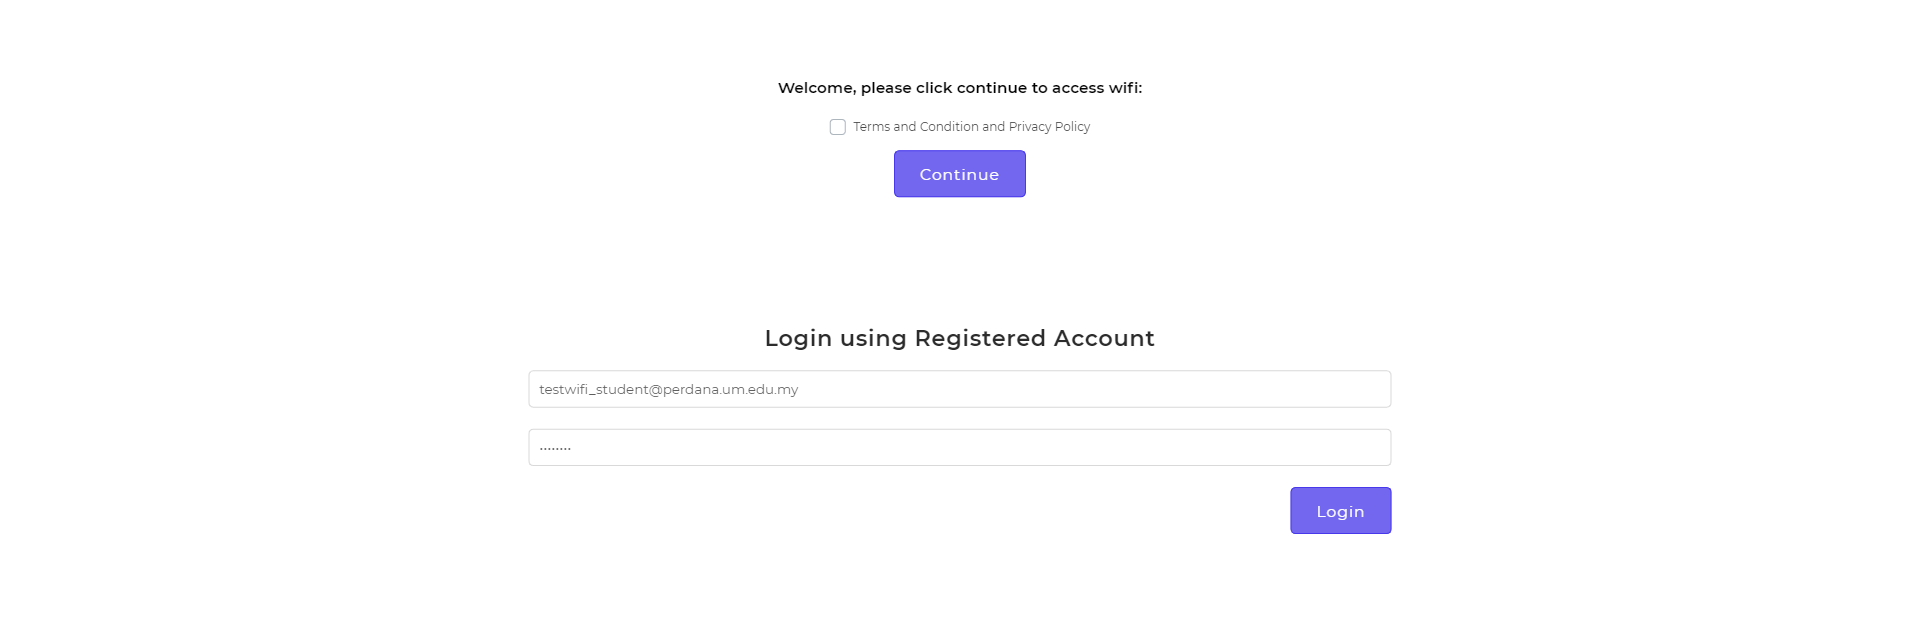 Welcome, please click continue to access wifi:
Terms and Condition and Privacy Policy
Continue
Login using Registered Account
testwifi_student@perdana.um.edu.my
........
Login